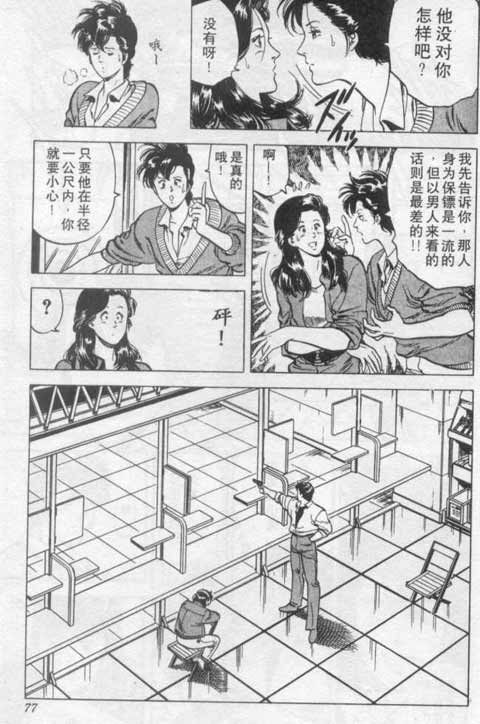 他没对你
怎样吧？
没有呀！
哦～
我先告诉你，那人
身为保镖是一流的
，但以男人来看的
话则是最差的!!
啊—！
是真的
哦！
只要他在半径
一公尺内，你
就要小心！
砰！
？
77